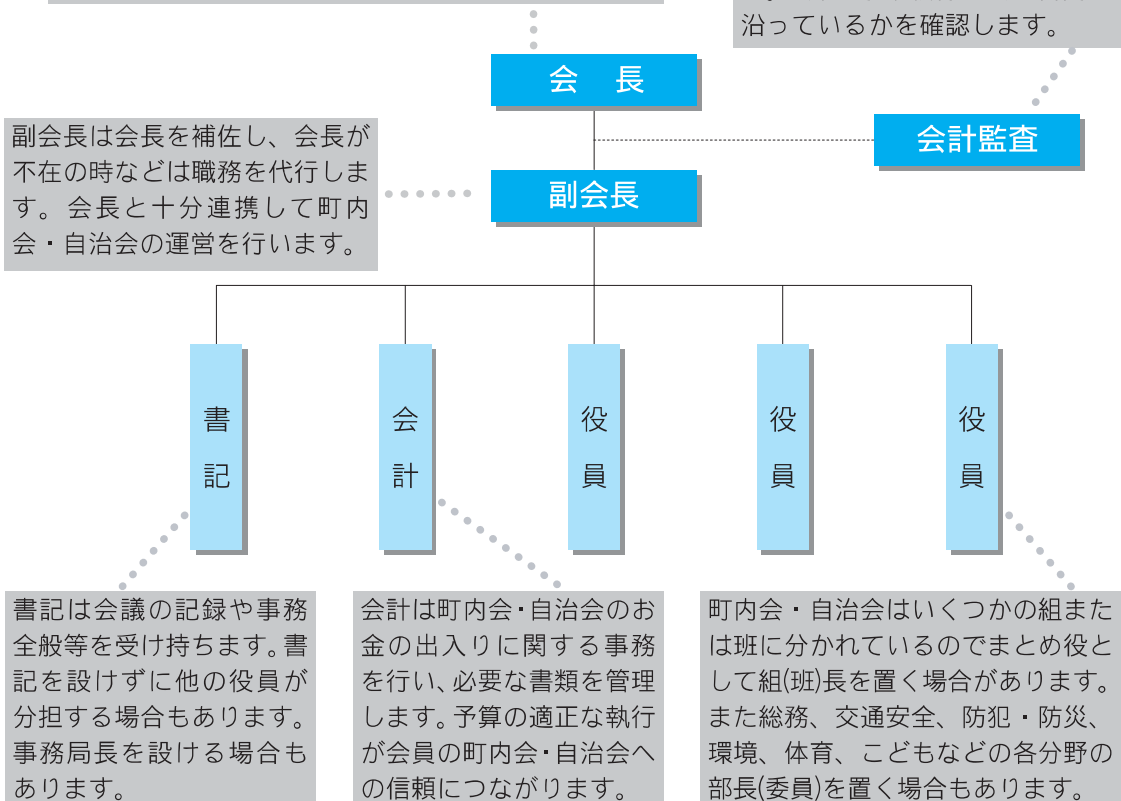 沿っているかを確認します。
会 長
会計監査
副会長は会長を補佐し、会長が
不在の時などは職務を代行しま
す。会長と十分連携して町内
会・自治会の運営を行います。
副会長
書記
会計
役員
役員
役員
書記は会議の記録や事務
全般等を受け持ちます。書
記を設けずに他の役員が
分担する場合もあります。
事務局長を設ける場合も
あります。
会計は町内会・自治会のお
金の出入りに関する事務
を行い、必要な書類を管理
します。予算の適正な執行
が会員の町内会・自治会へ
の信頼につながります。
町内会・自治会はいくつかの組また
は班に分かれているのでまとめ役と
して組(班)長を置く場合があります。
また総務、交通安全、防犯・防災、
環境、体育、こどもなどの各分野の
部長(委員)を置く場合もあります。